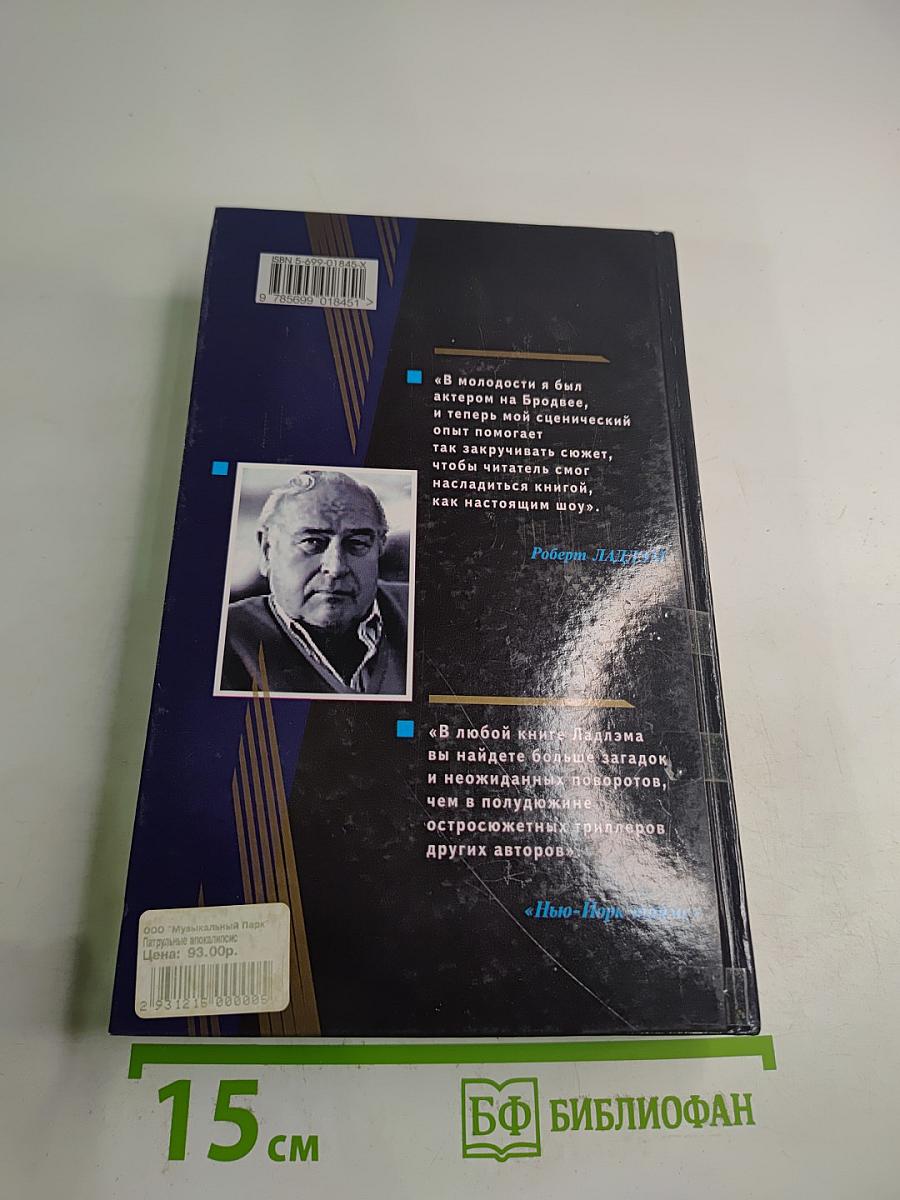 ISBN 5-699-01845-X
9 785699 018451 >
«В молодости я был
актером на Бродвее,
и теперь мой сценический
опыт помогает
так закручивать сюжет,
чтобы читатель смог
насладиться книгой,
как настоящим шоу».
Роберт ЛАДЛЭМ
«В любой книге Ладлэма
вы найдете больше загадок
и неожиданных поворотов,
чем в полудюжине
остросюжетных триллеров
других авторов»
«Нью-Йорк таймс»
ООО "Музыкальный Парк"
Патрульные апокалипсис
Цена: 93.00р.
2 931215 000005
15 см
БФ БИБЛИОФАН